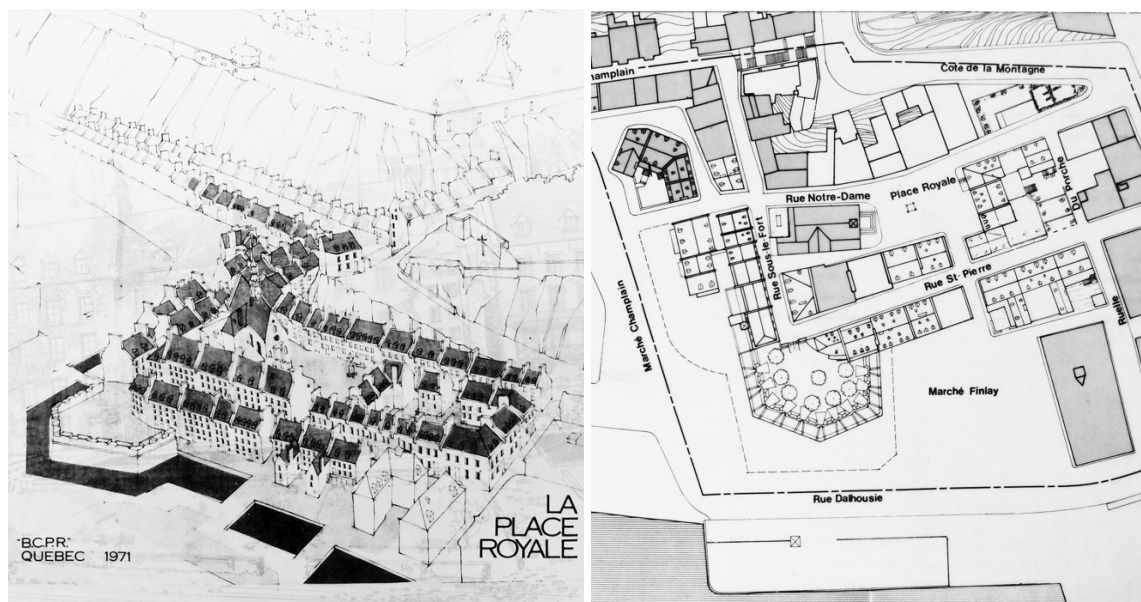 "B.C.P.R."
QUEBEC 1971
LA
PLACE
ROYALE
hamplain
Cote de la Montagne
Rue Notre-Dame
Place Royale
Du Porche
Rue Sous-le-Fort
Rue St-Pierre
Ruelle
Marché Champlain
Marché Finlay
Rue Dalhousie